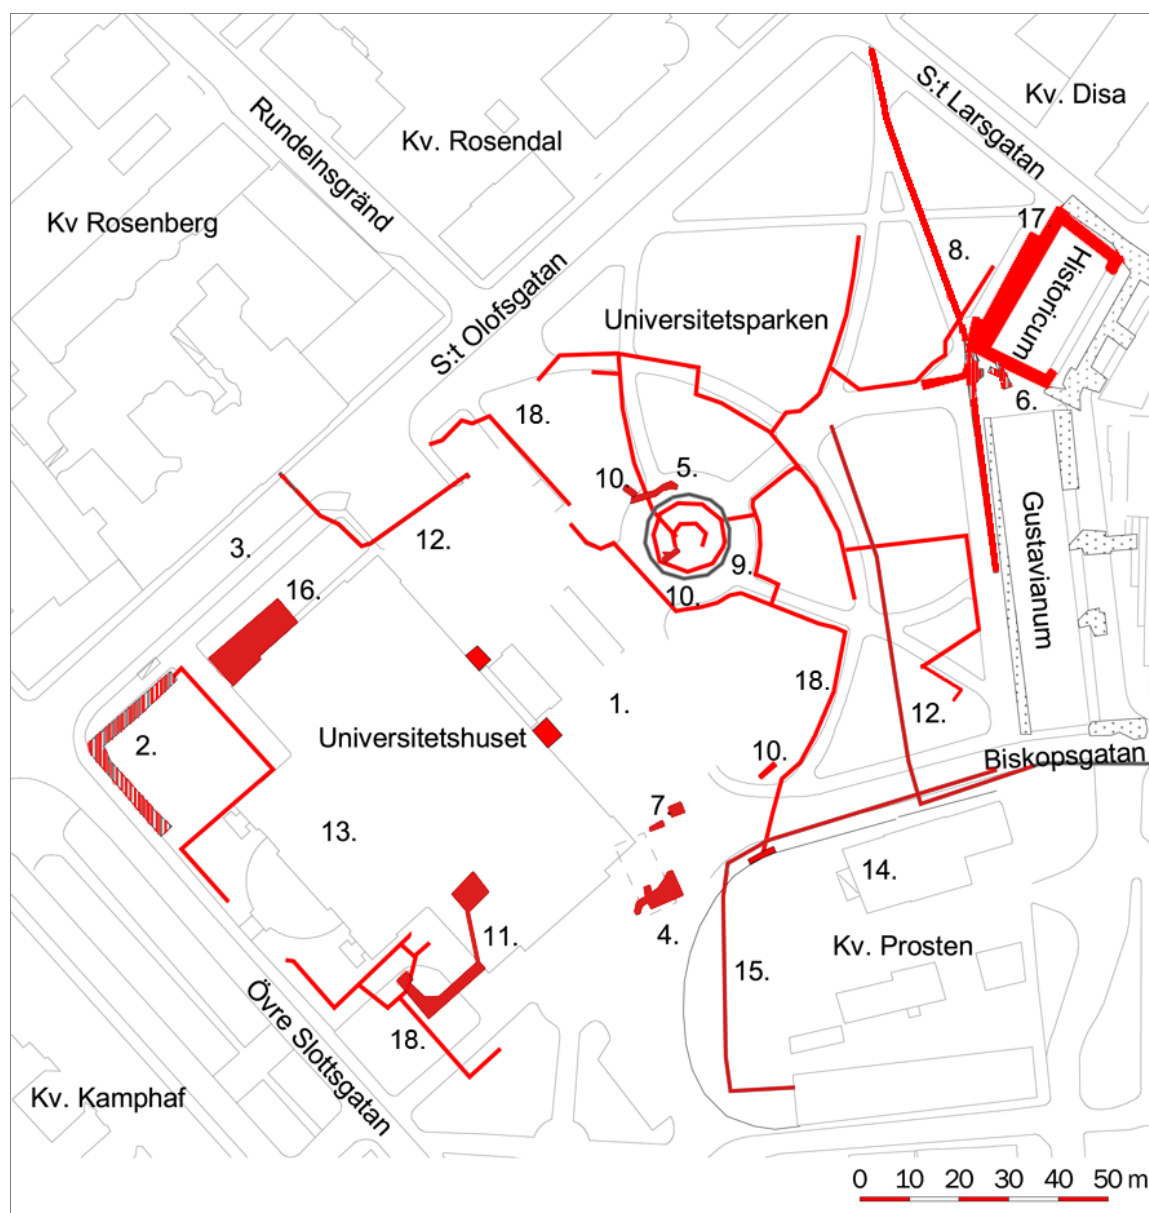 S:t Larsgatan
Kv. Disa
Rundelnsgränd
Kv. Rosendal
Kv Rosenberg
17
8.
Historicum
S:t Olofsgatan
Universitetsparken
6.
18.
5.
10.
Gustavianum
12.
3.
9.
16.
10.
18.
1.
12.
2.
Universitetshuset
10.
Biskopsgatan
7.
13.
14.
11.
4.
Kv. Prosten
15.
Övre Slottsgatan
18.
Kv. Kamphaf
0 10 20 30 40 50 m